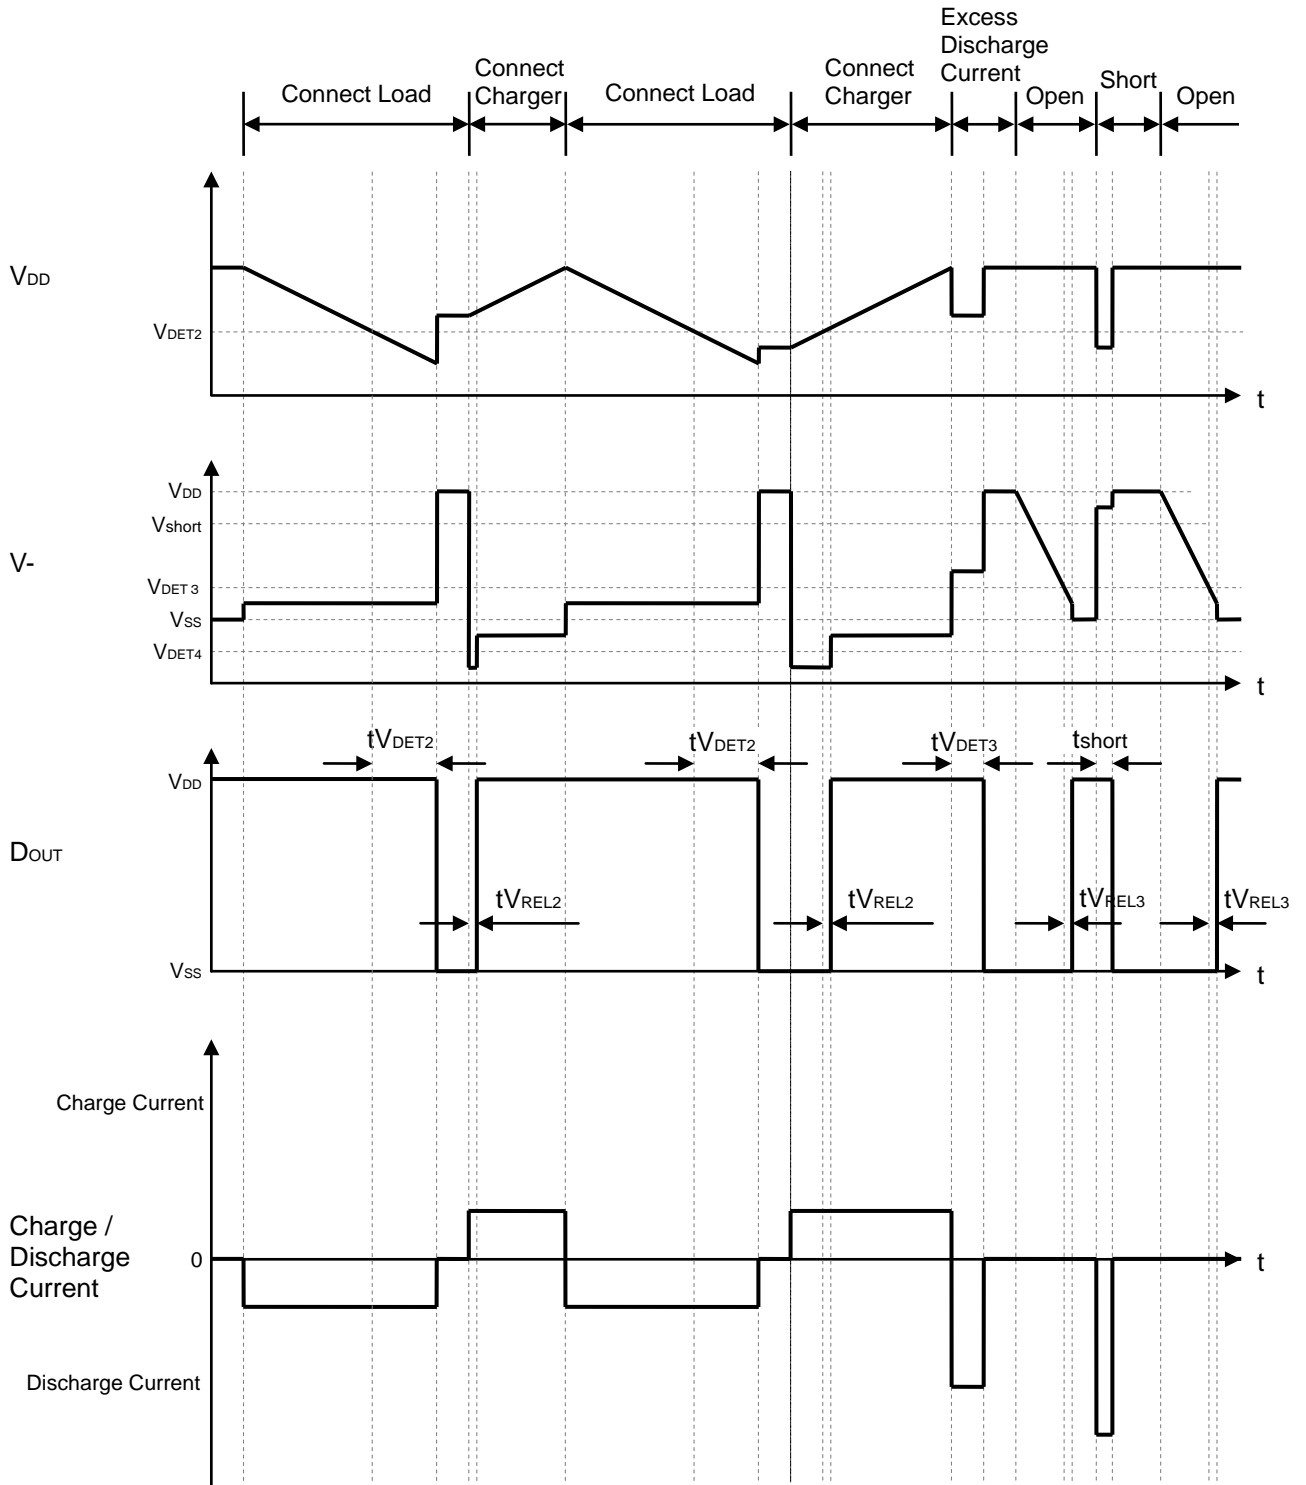 Excess
Discharge
Current
Connect
Charger
Connect
Charger
Connect Load
Connect Load
Open
Short
Open
VDD
VDET2
t
VDD
Vshort
V-
VDET 3
VSS
VDET4
t
tVDET2
tVDET2
tVDET3
tshort
VDD
DOUT
tVREL2
tVREL2
tVREL3
tVREL3
VSS
t
Charge Current
Charge /
Discharge
Current
0
t
Discharge Current